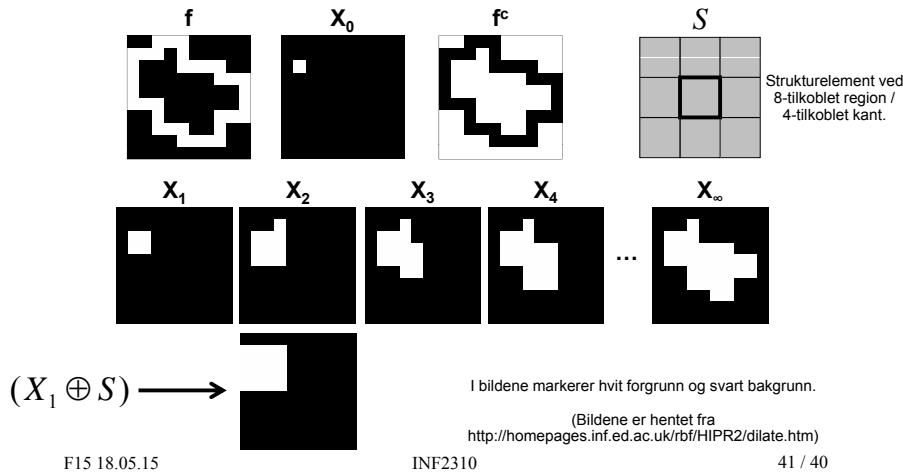 f X₀ fᶜ S
Strukturelement ved
8-tilkoblet region /
4-tilkoblet kant.
X₁ X₂ X₃ X₄ ... X∞
(X₁ ⊕ S)
I bildene markerer hvit forgrunn og svart bakgrunn.
(Bildene er hentet fra
http://homepages.inf.ed.ac.uk/rbf/HIPR2/dilate.htm)
F15 18.05.15 INF2310 41 / 40